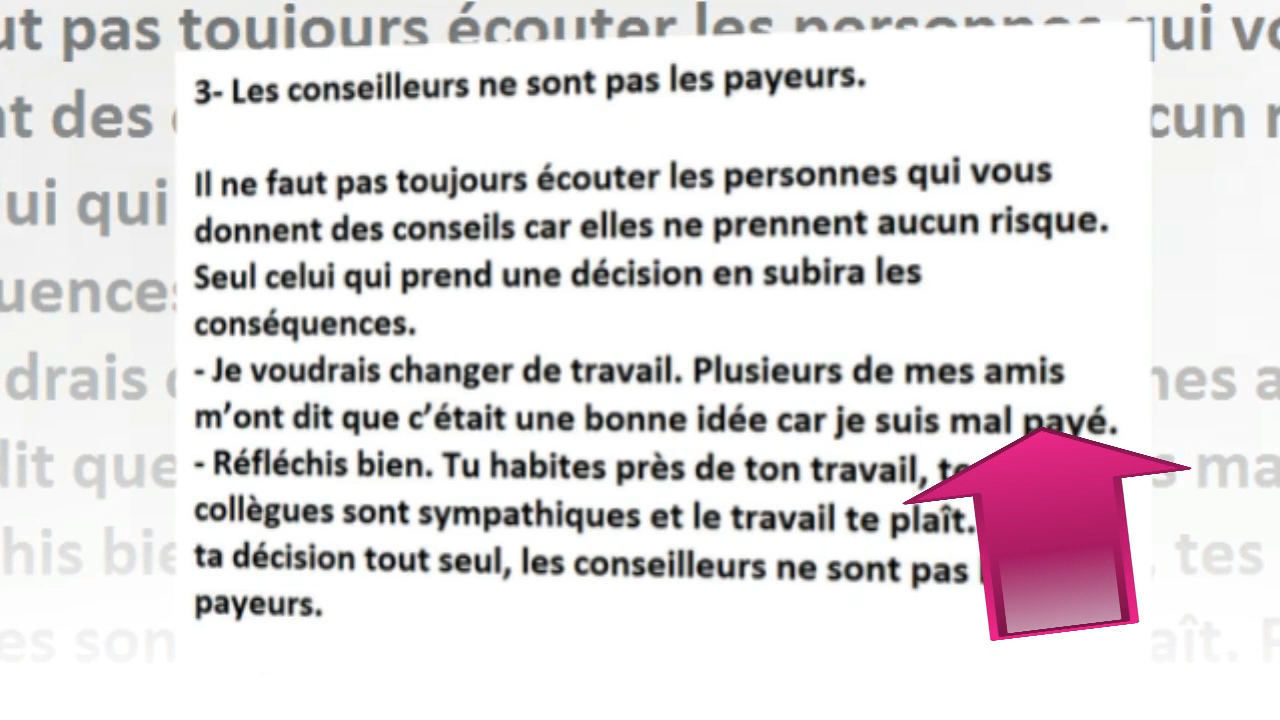 3- Les conseilleurs ne sont pas les payeurs.
Il ne faut pas toujours écouter les personnes qui vous
donnent des conseils car elles ne prennent aucun risque.
Seul celui qui prend une décision en subira les
conséquences.
- Je voudrais changer de travail. Plusieurs de mes amis
m’ont dit que c’était une bonne idée car je suis mal payé.
- Réfléchis bien. Tu habites près de ton travail,
collègues sont sympathiques et le travail te plaît.
ta décision tout seul, les conseilleurs ne sont pas
payeurs.